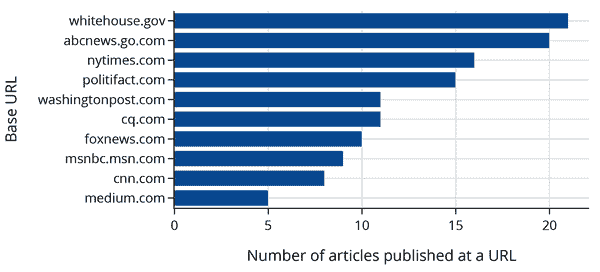 Base URL
whitehouse.gov
abcnews.go.com
nytimes.com
politifact.com
washingtonpost.com
cq.com
foxnews.com
msnbc.msn.com
cnn.com
medium.com
0 5 10 15 20
Number of articles published at a URL